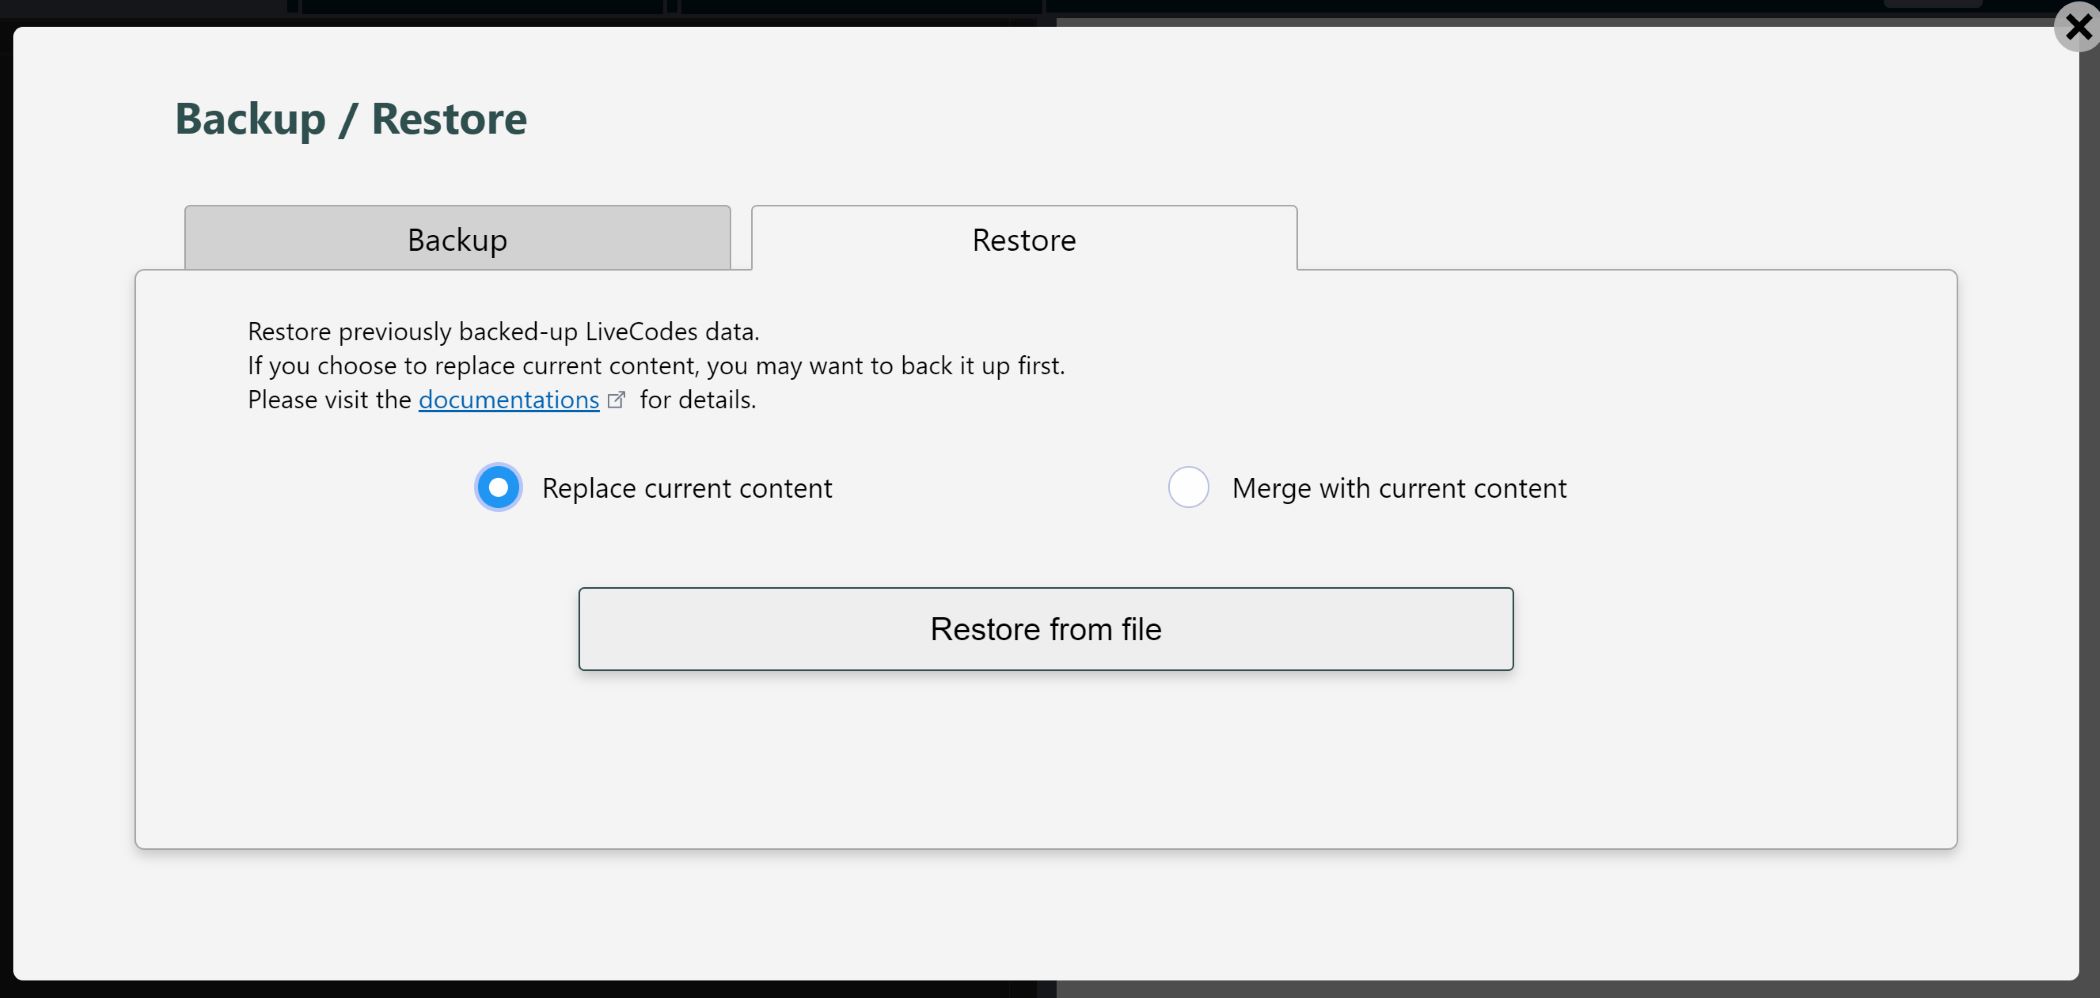 Backup / Restore
Backup
Restore
Restore previously backed-up LiveCodes data.
If you choose to replace current content, you may want to back it up first.
Please visit the documentations for details.
Replace current content
Merge with current content
Restore from file